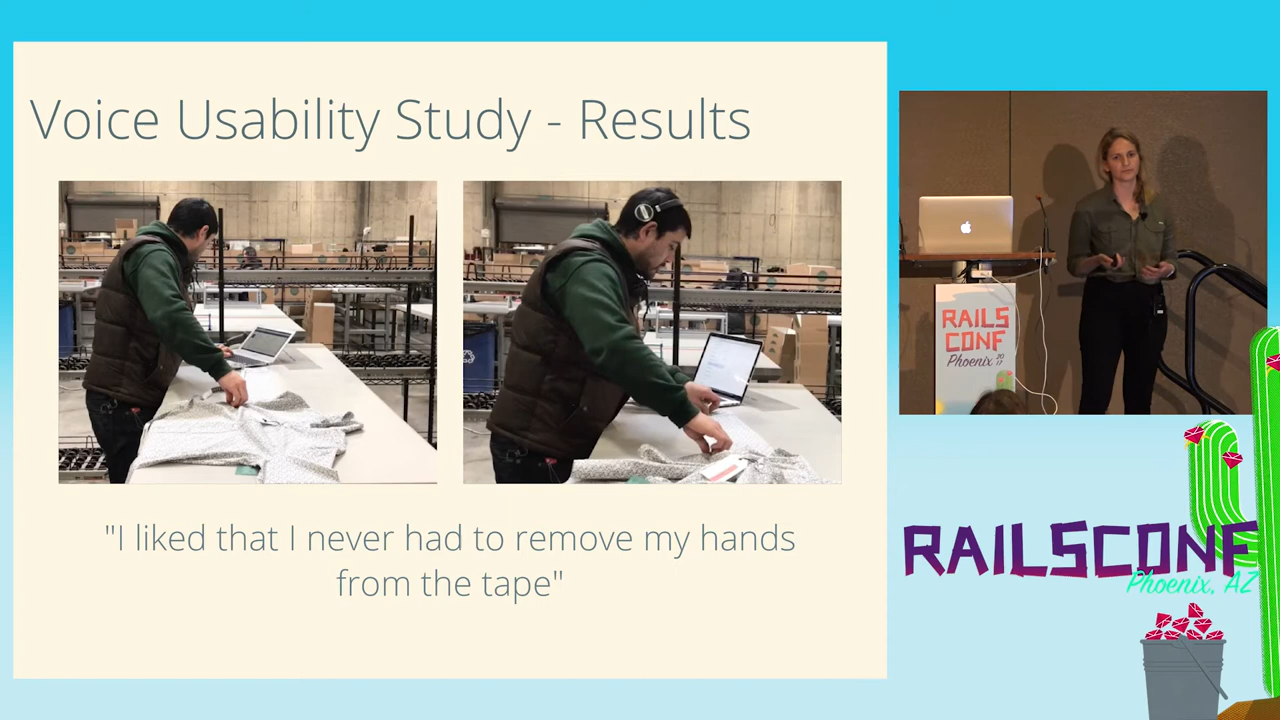 Voice Usability Study - Results
"I liked that I never had to remove my hands
from the tape"
RAILS
CONF
Phoenix 20
17
RAILSCONF
Phoenix, AZ